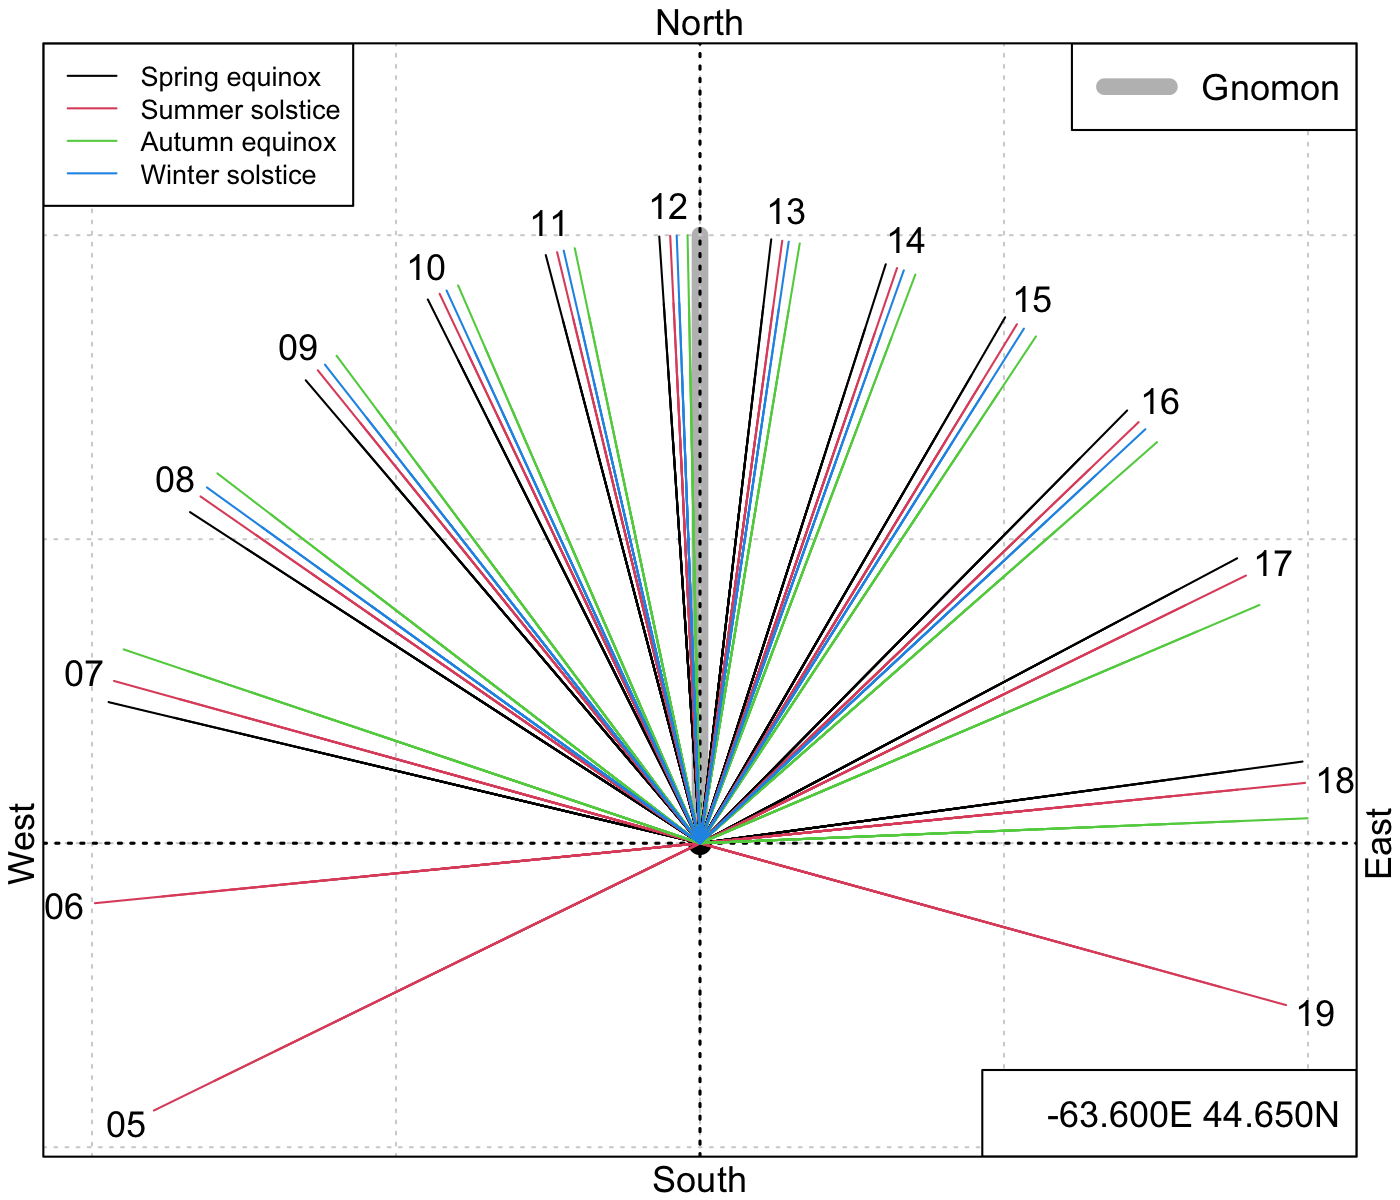 North
Spring equinox
Summer solstice
Autumn equinox
Winter solstice
Gnomon
12
13
11
14
10
15
09
16
08
17
07
18
West
East
06
19
05
-63.600E 44.650N
South